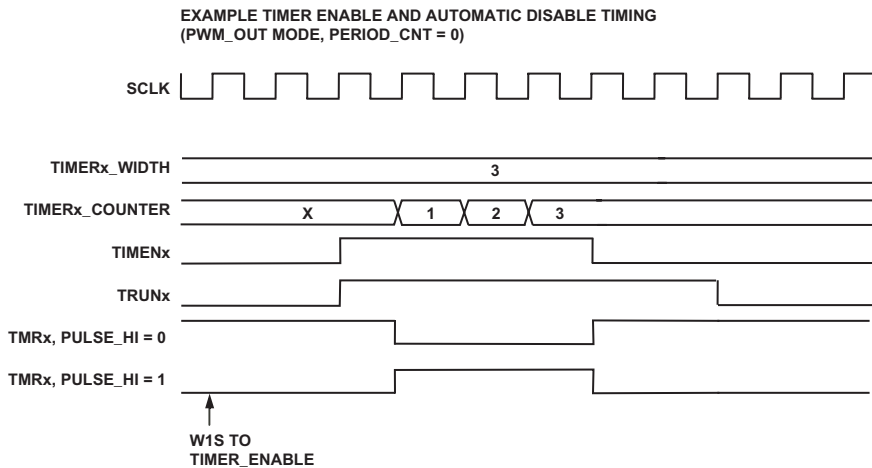 EXAMPLE TIMER ENABLE AND AUTOMATIC DISABLE TIMING
(PWM_OUT MODE, PERIOD_CNT = 0)
SCLK
TIMERx_WIDTH
3
TIMERx_COUNTER
X 1 2 3
TIMENx
TRUNx
TMRx, PULSE_HI = 0
TMRx, PULSE_HI = 1
W1S TO
TIMER_ENABLE